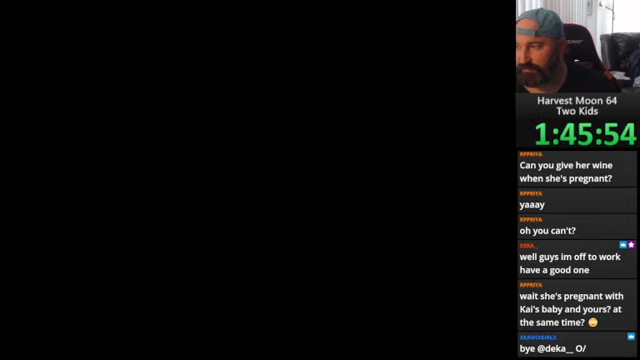 Harvest Moon 64
Two Kids
1:45:54
RPPRIYA
Can you give her wine
when she's pregnant?
RPPRIYA
yaaay
RPPRIYA
oh you can't?
DEKA__
well guys im off to work
have a good one
RPPRIYA
wait she's pregnant with
Kai's baby and yours? at
the same time?
bye @deka__ O/